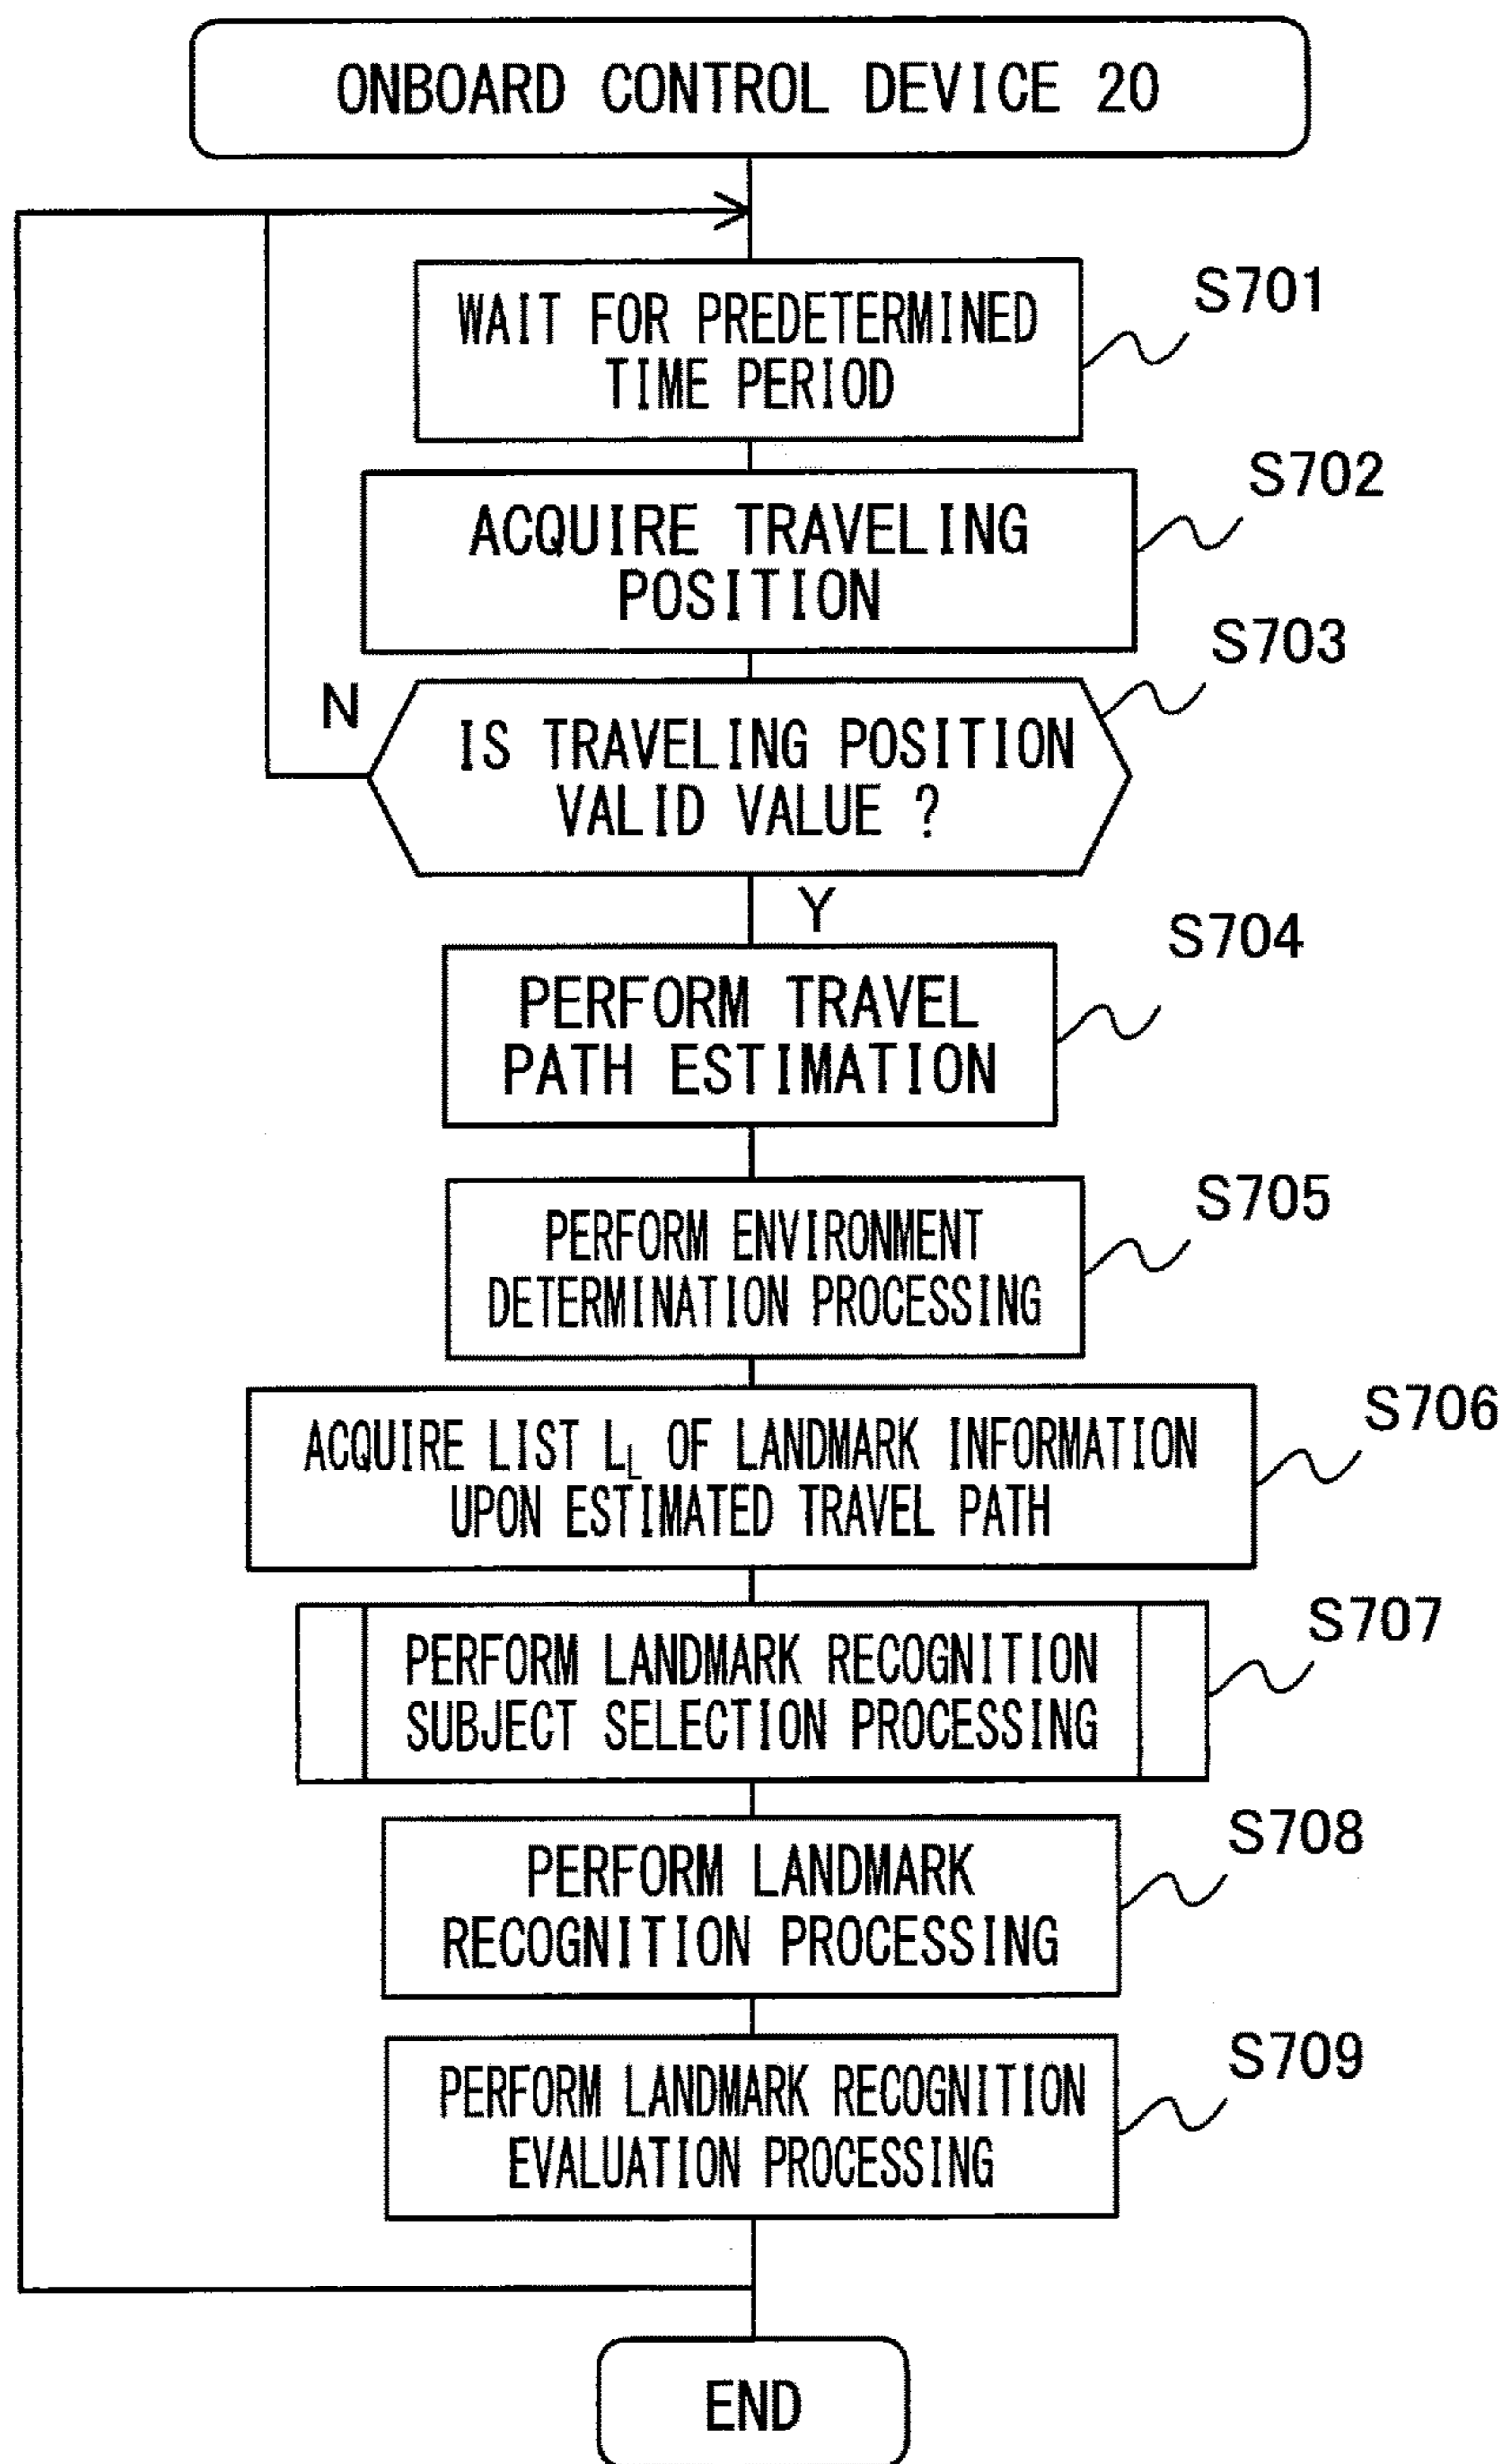 ONBOARD CONTROL DEVICE 20
WAIT FOR PREDETERMINED
TIME PERIOD
S701
ACQUIRE TRAVELING
POSITION
S702
IS TRAVELING POSITION
VALID VALUE ?
S703
N
Y
PERFORM TRAVEL
PATH ESTIMATION
S704
PERFORM ENVIRONMENT
DETERMINATION PROCESSING
S705
ACQUIRE LIST L_L OF LANDMARK INFORMATION
UPON ESTIMATED TRAVEL PATH
S706
PERFORM LANDMARK RECOGNITION
SUBJECT SELECTION PROCESSING
S707
PERFORM LANDMARK
RECOGNITION PROCESSING
S708
PERFORM LANDMARK RECOGNITION
EVALUATION PROCESSING
S709
END